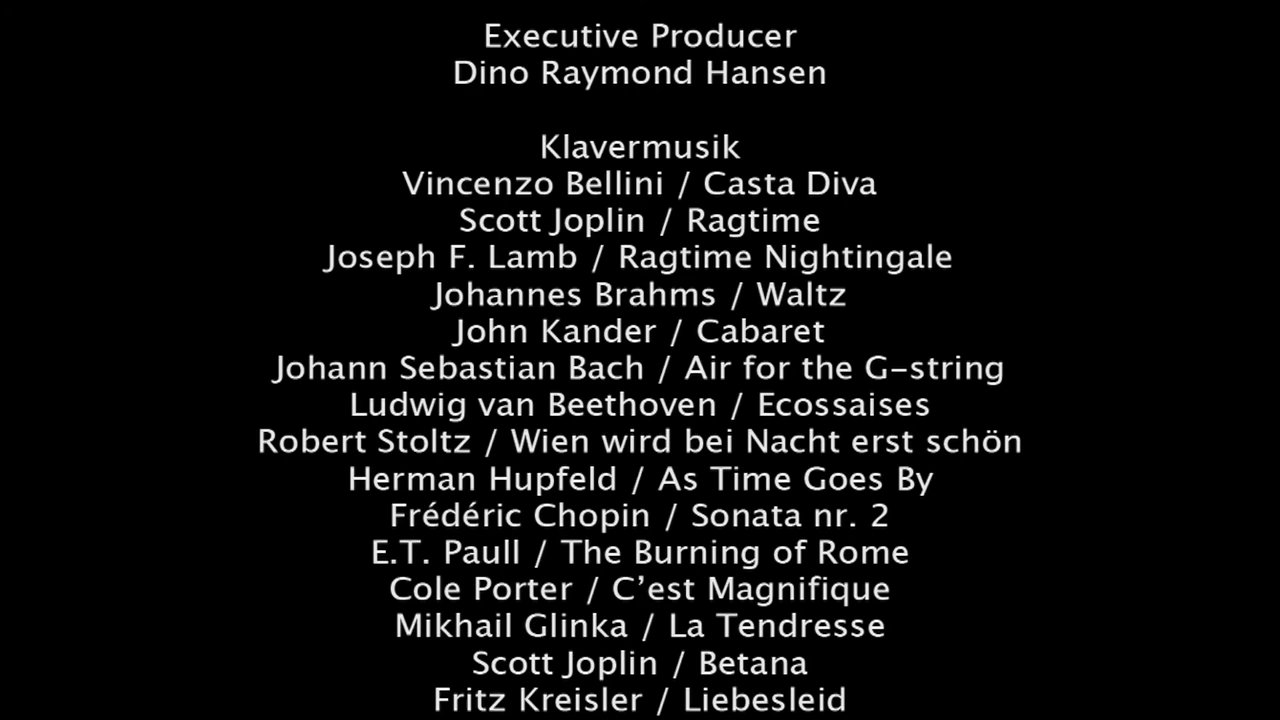 Executive Producer
Dino Raymond Hansen
Klavermusik
Vincenzo Bellini / Casta Diva
Scott Joplin / Ragtime
Joseph F. Lamb / Ragtime Nightingale
Johannes Brahms / Waltz
John Kander / Cabaret
Johann Sebastian Bach / Air for the G-string
Ludwig van Beethoven / Ecossaises
Robert Stoltz / Wien wird bei Nacht erst schön
Herman Hupfeld / As Time Goes By
Frédéric Chopin / Sonata nr. 2
E.T. Paull / The Burning of Rome
Cole Porter / C’est Magnifique
Mikhail Glinka / La Tendresse
Scott Joplin / Betana
Fritz Kreisler / Liebesleid